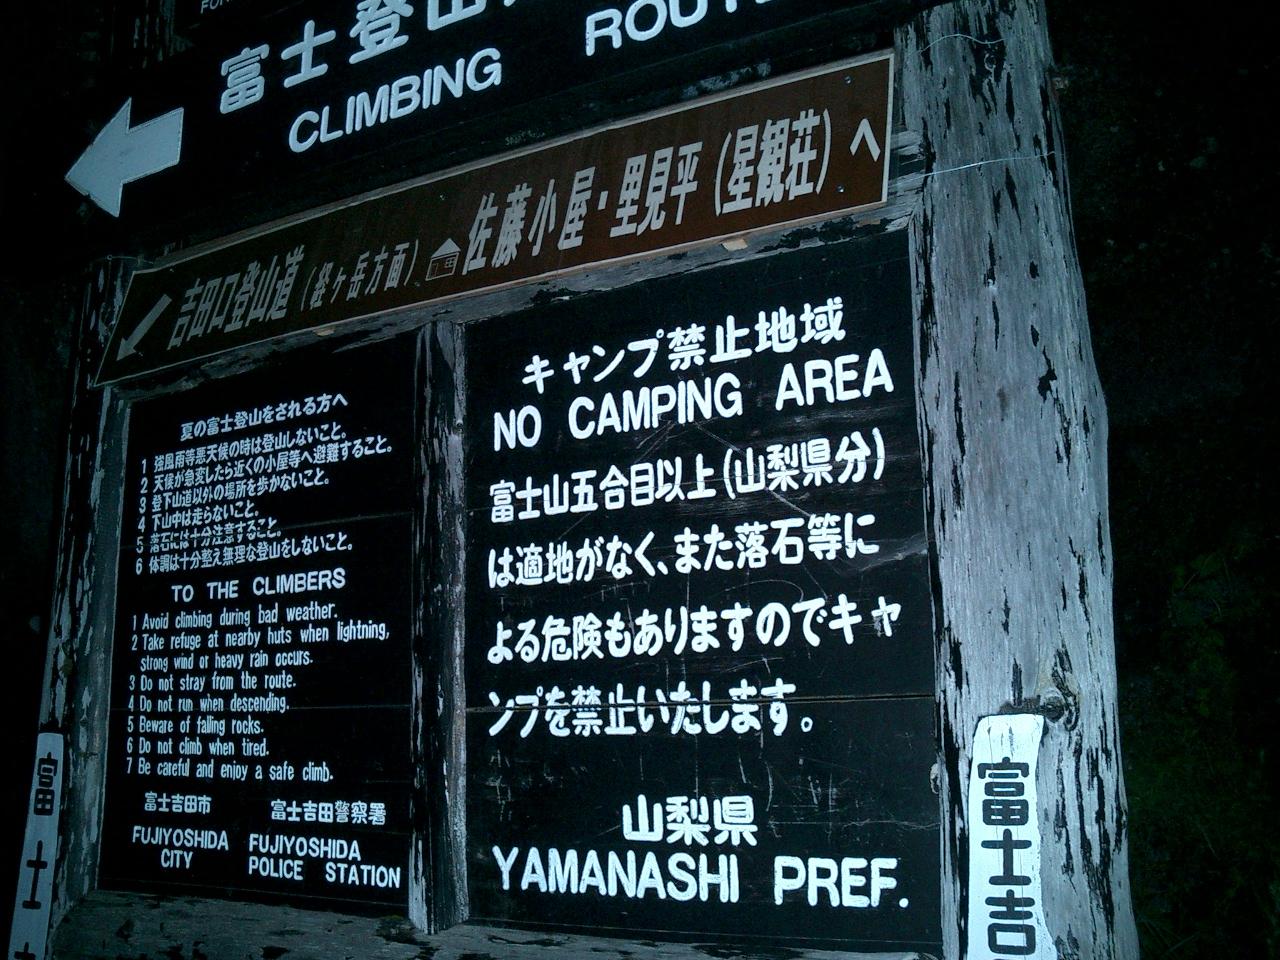 富士登山
CLIMBING ROUTE
吉田口登山道(経ヶ岳方面) 佐藤小屋・里見平(星観荘)へ
夏の富士登山をされる方へ
1 強風雨等悪天候の時は登山しないこと。
2 天候が急変したら近くの小屋等へ避難すること。
3 登下山道以外の場所を歩かないこと。
4 下山中は走らないこと。
5 落石には十分注意すること。
6 体調は十分整え無理な登山をしないこと。
TO THE CLIMBERS
1 Avoid climbing during bad weather.
2 Take refuge at nearby huts when lightning,
strong wind or heavy rain occurs.
3 Do not stray from the route.
4 Do not run when descending.
5 Beware of falling rocks.
6 Do not climb when tired.
7 Be careful and enjoy a safe climb.
富士吉田市 富士吉田警察署
FUJIYOSHIDA FUJIYOSHIDA
CITY POLICE STATION
キャンプ禁止地域
NO CAMPING AREA
富士山五合目以上(山梨県分)
は適地がなく、また落石等に
よる危険もありますのでキャ
ンプを禁止いたします。
山梨県
YAMANASHI PREF.
富士
富士吉